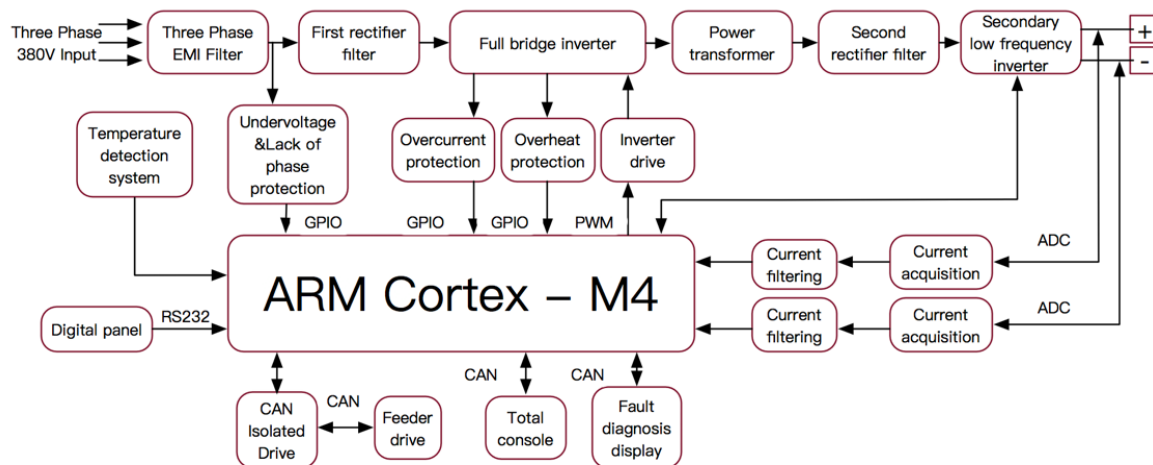 Three Phase
380V Input
Three Phase
EMI Filter
First rectifier
filter
Full bridge inverter
Power
transformer
Second
rectifier filter
Secondary
low frequency
inverter
+
-
Temperature
detection
system
Undervoltage
&Lack of
phase
protection
Overcurrent
protection
Overheat
protection
Inverter
drive
GPIO
GPIO
GPIO
PWM
ARM Cortex – M4
Current
filtering
Current
acquisition
ADC
Current
filtering
Current
acquisition
ADC
Digital panel
RS232
CAN
Isolated
Drive
CAN
Feeder
drive
CAN
Total
console
CAN
Fault
diagnosis
display